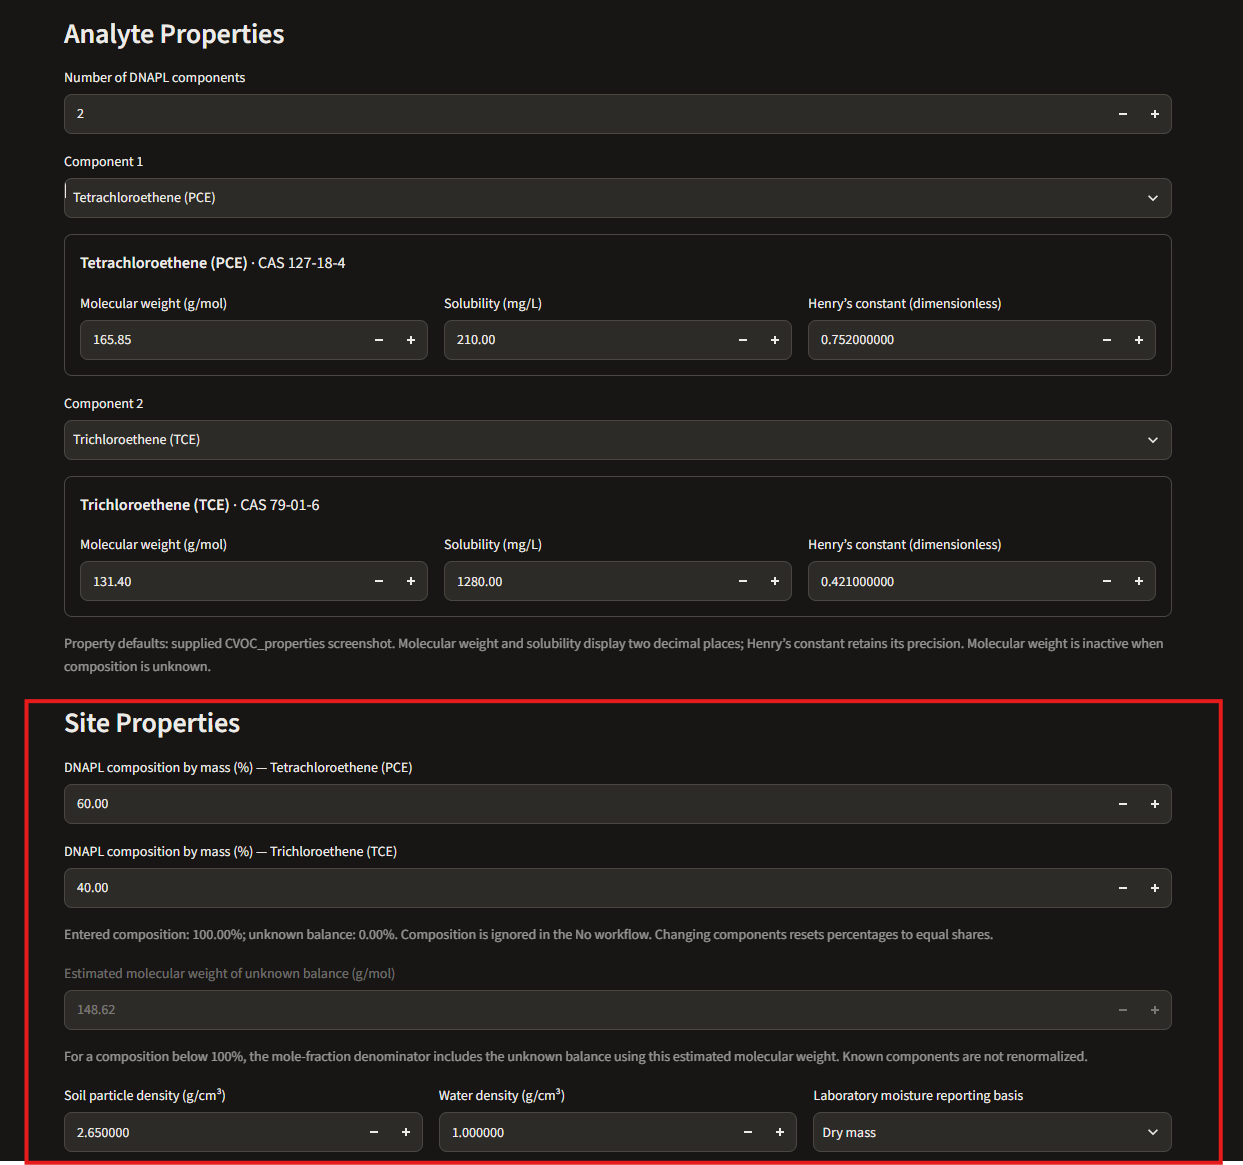 Analyte Properties
Number of DNAPL components
2
Component 1
Tetrachloroethene (PCE)
Tetrachloroethene (PCE) · CAS 127-18-4
Molecular weight (g/mol) Solubility (mg/L) Henry’s constant (dimensionless)
165.85 − + 210.00 − + 0.752000000 − +
Component 2
Trichloroethene (TCE)
Trichloroethene (TCE) · CAS 79-01-6
Molecular weight (g/mol) Solubility (mg/L) Henry’s constant (dimensionless)
131.40 − + 1280.00 − + 0.421000000 − +
Property defaults: supplied CVOC_properties screenshot. Molecular weight and solubility display two decimal places; Henry’s constant retains its precision. Molecular weight is inactive when
composition is unknown.
Site Properties
DNAPL composition by mass (%) — Tetrachloroethene (PCE)
60.00 − +
DNAPL composition by mass (%) — Trichloroethene (TCE)
40.00 − +
Entered composition: 100.00%; unknown balance: 0.00%. Composition is ignored in the No workflow. Changing components resets percentages to equal shares.
Estimated molecular weight of unknown balance (g/mol)
148.62 − +
For a composition below 100%, the mole-fraction denominator includes the unknown balance using this estimated molecular weight. Known components are not renormalized.
Soil particle density (g/cm³) Water density (g/cm³) Laboratory moisture reporting basis
2.650000 − + 1.000000 − + Dry mass